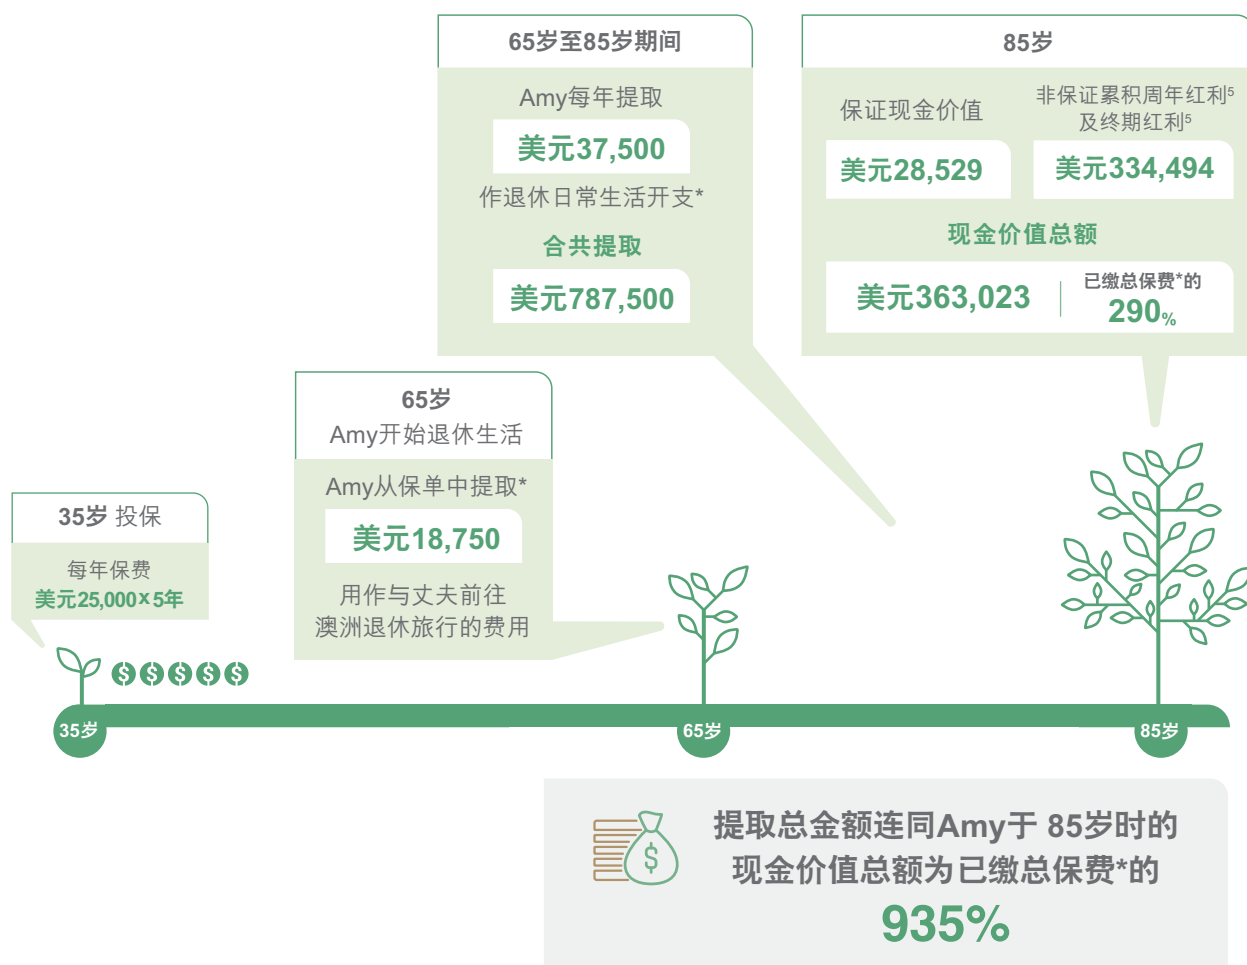 35岁 投保
每年保费
美元25,000 x 5年
65岁
Amy开始退休生活
Amy从保单中提取*
美元18,750
用作与丈夫前往
澳洲退休旅行的费用
65岁至85岁期间
Amy每年提取
美元37,500
作退休日常生活开支*
合共提取
美元787,500
85岁
保证现金价值
美元28,529
非保证累积周年红利5
及终期红利5
美元334,494
现金价值总额
美元363,023
已缴总保费*的
290%
$ $ $ $ $
35岁
65岁
85岁
$
提取总金额连同Amy于 85岁时的
现金价值总额为已缴总保费*的
935%